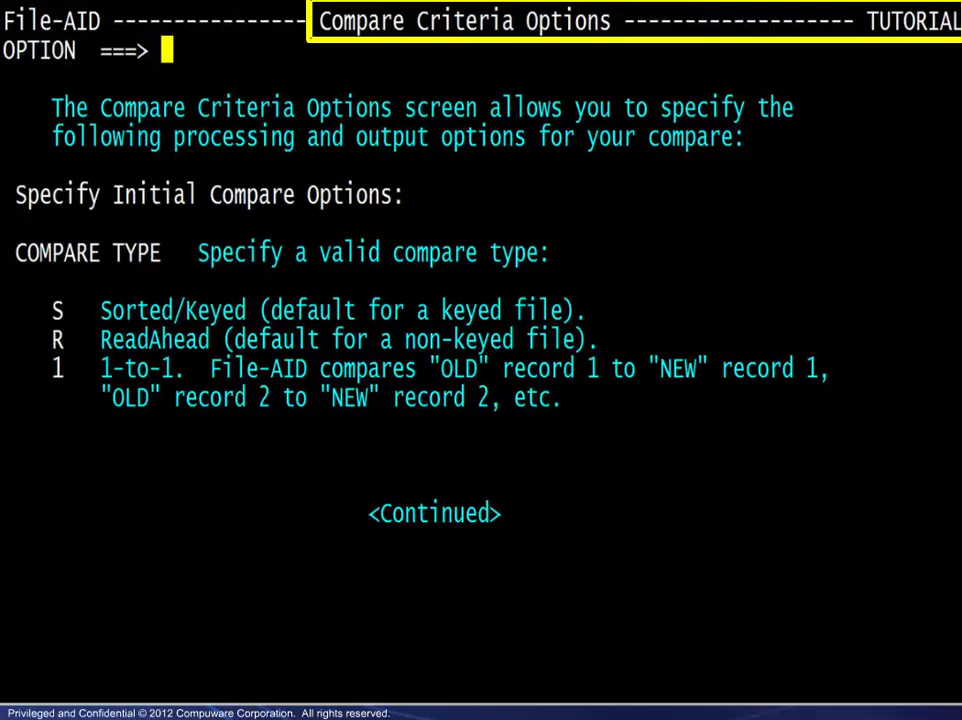 File-AID ---------------- Compare Criteria Options ------------------- TUTORIAL
OPTION ===>
The Compare Criteria Options screen allows you to specify the
following processing and output options for your compare:
Specify Initial Compare Options:
COMPARE TYPE Specify a valid compare type:
S Sorted/Keyed (default for a keyed file).
R ReadAhead (default for a non-keyed file).
1 1-to-1. File-AID compares "OLD" record 1 to "NEW" record 1,
"OLD" record 2 to "NEW" record 2, etc.
<Continued>
Privileged and Confidential © 2012 Compuware Corporation. All rights reserved.